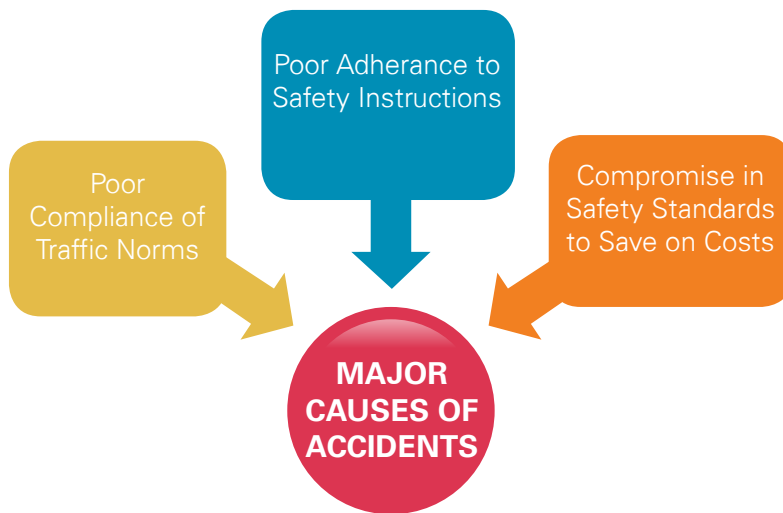 Poor Adherance to
Safety Instructions
Poor
Compliance of
Traffic Norms
Compromise in
Safety Standards
to Save on Costs
MAJOR
CAUSES OF
ACCIDENTS